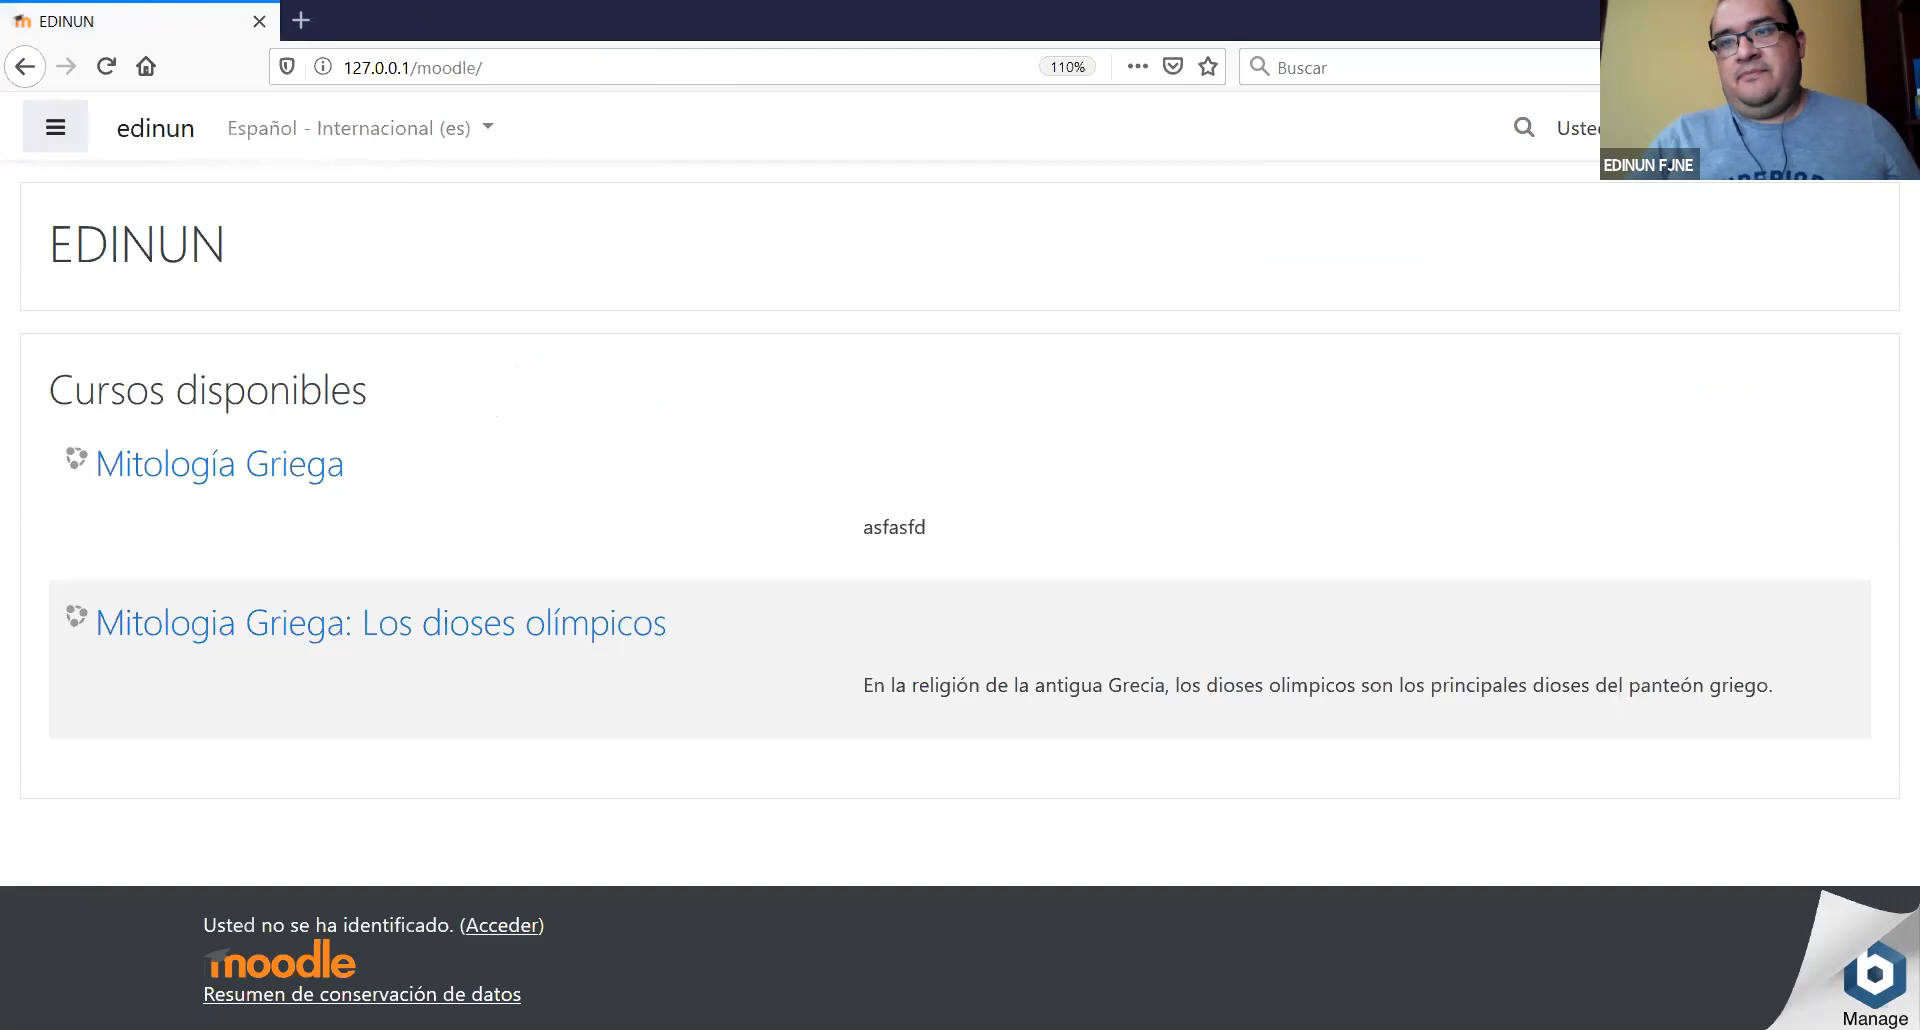 EDINUN
127.0.0.1/moodle/
110%
Buscar
edinun
Español - Internacional (es)
EDINUN FJNE
EDINUN
Cursos disponibles
Mitología Griega
asfasfd
Mitologia Griega: Los dioses olímpicos
En la religión de la antigua Grecia, los dioses olimpicos son los principales dioses del panteón griego.
Usted no se ha identificado. (Acceder)
moodle
Resumen de conservación de datos
Manage